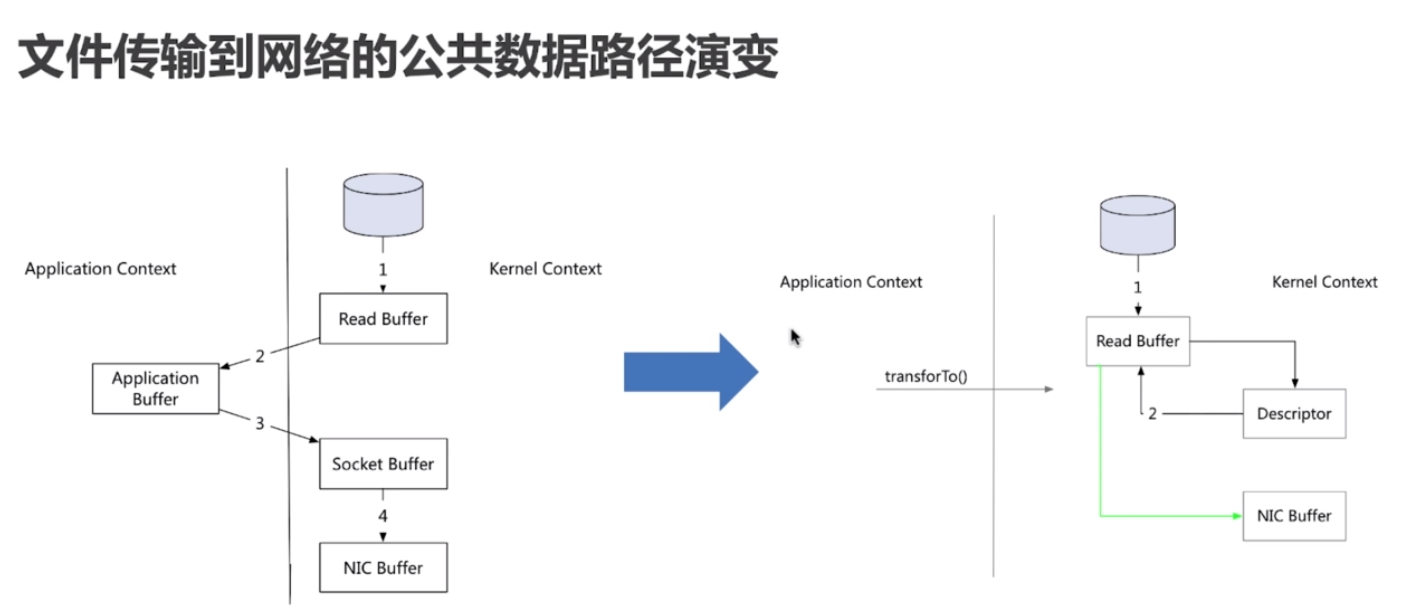 文件传输到网络的公共数据路径演变
Application Context
Kernel Context
1
Read Buffer
2
Application
Buffer
3
Socket Buffer
4
NIC Buffer
Application Context
Kernel Context
1
Read Buffer
transforTo()
2
Descriptor
NIC Buffer